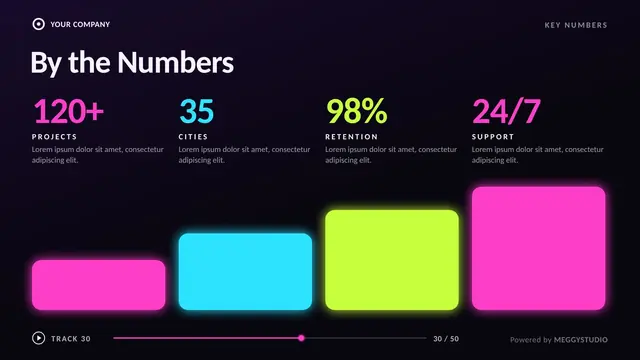 YOUR COMPANY
KEY NUMBERS
By the Numbers
120+
PROJECTS
Lorem ipsum dolor sit amet, consectetur
adipiscing elit.
35
CITIES
Lorem ipsum dolor sit amet, consectetur
adipiscing elit.
98%
RETENTION
Lorem ipsum dolor sit amet, consectetur
adipiscing elit.
24/7
SUPPORT
Lorem ipsum dolor sit amet, consectetur
adipiscing elit.
TRACK 30
30 / 50
Powered by MEGGYSTUDIO